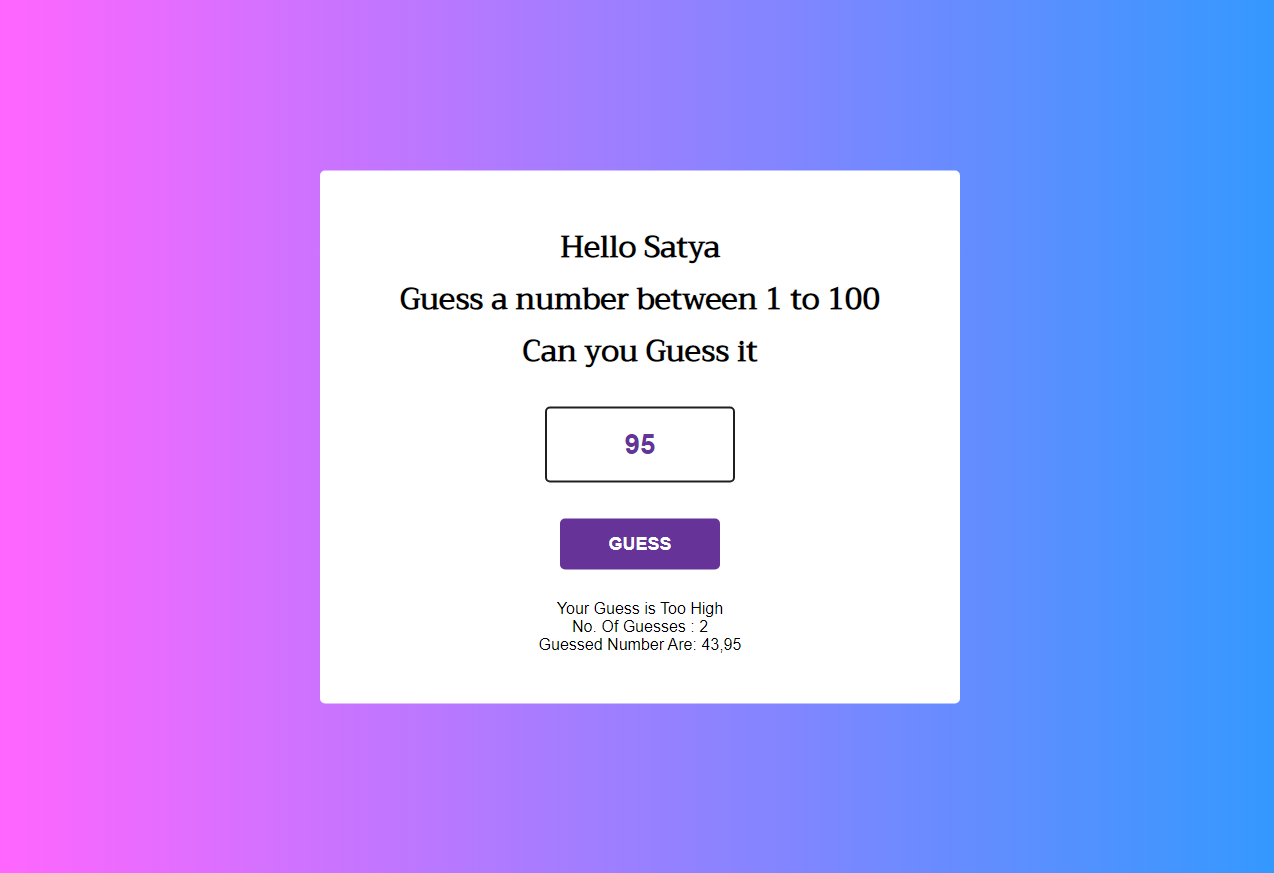 Hello Satya
Guess a number between 1 to 100
Can you Guess it
95
GUESS
Your Guess is Too High
No. Of Guesses : 2
Guessed Number Are: 43,95